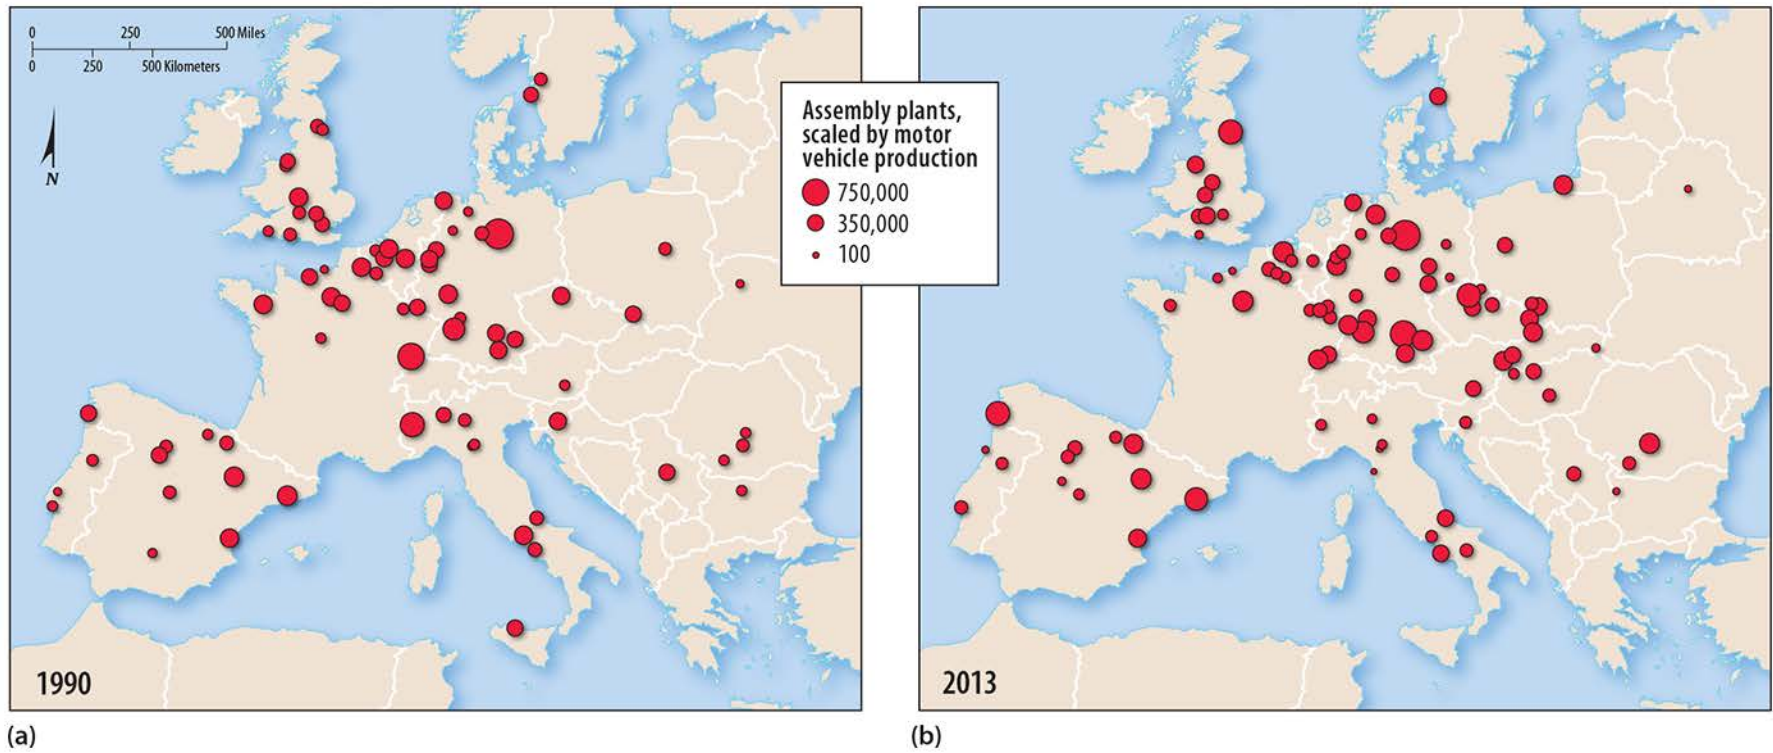 0 250 500 Miles
0 250 500 Kilometers
N
Assembly plants,
scaled by motor
vehicle production
750,000
350,000
100
1990
2013
(a)
(b)